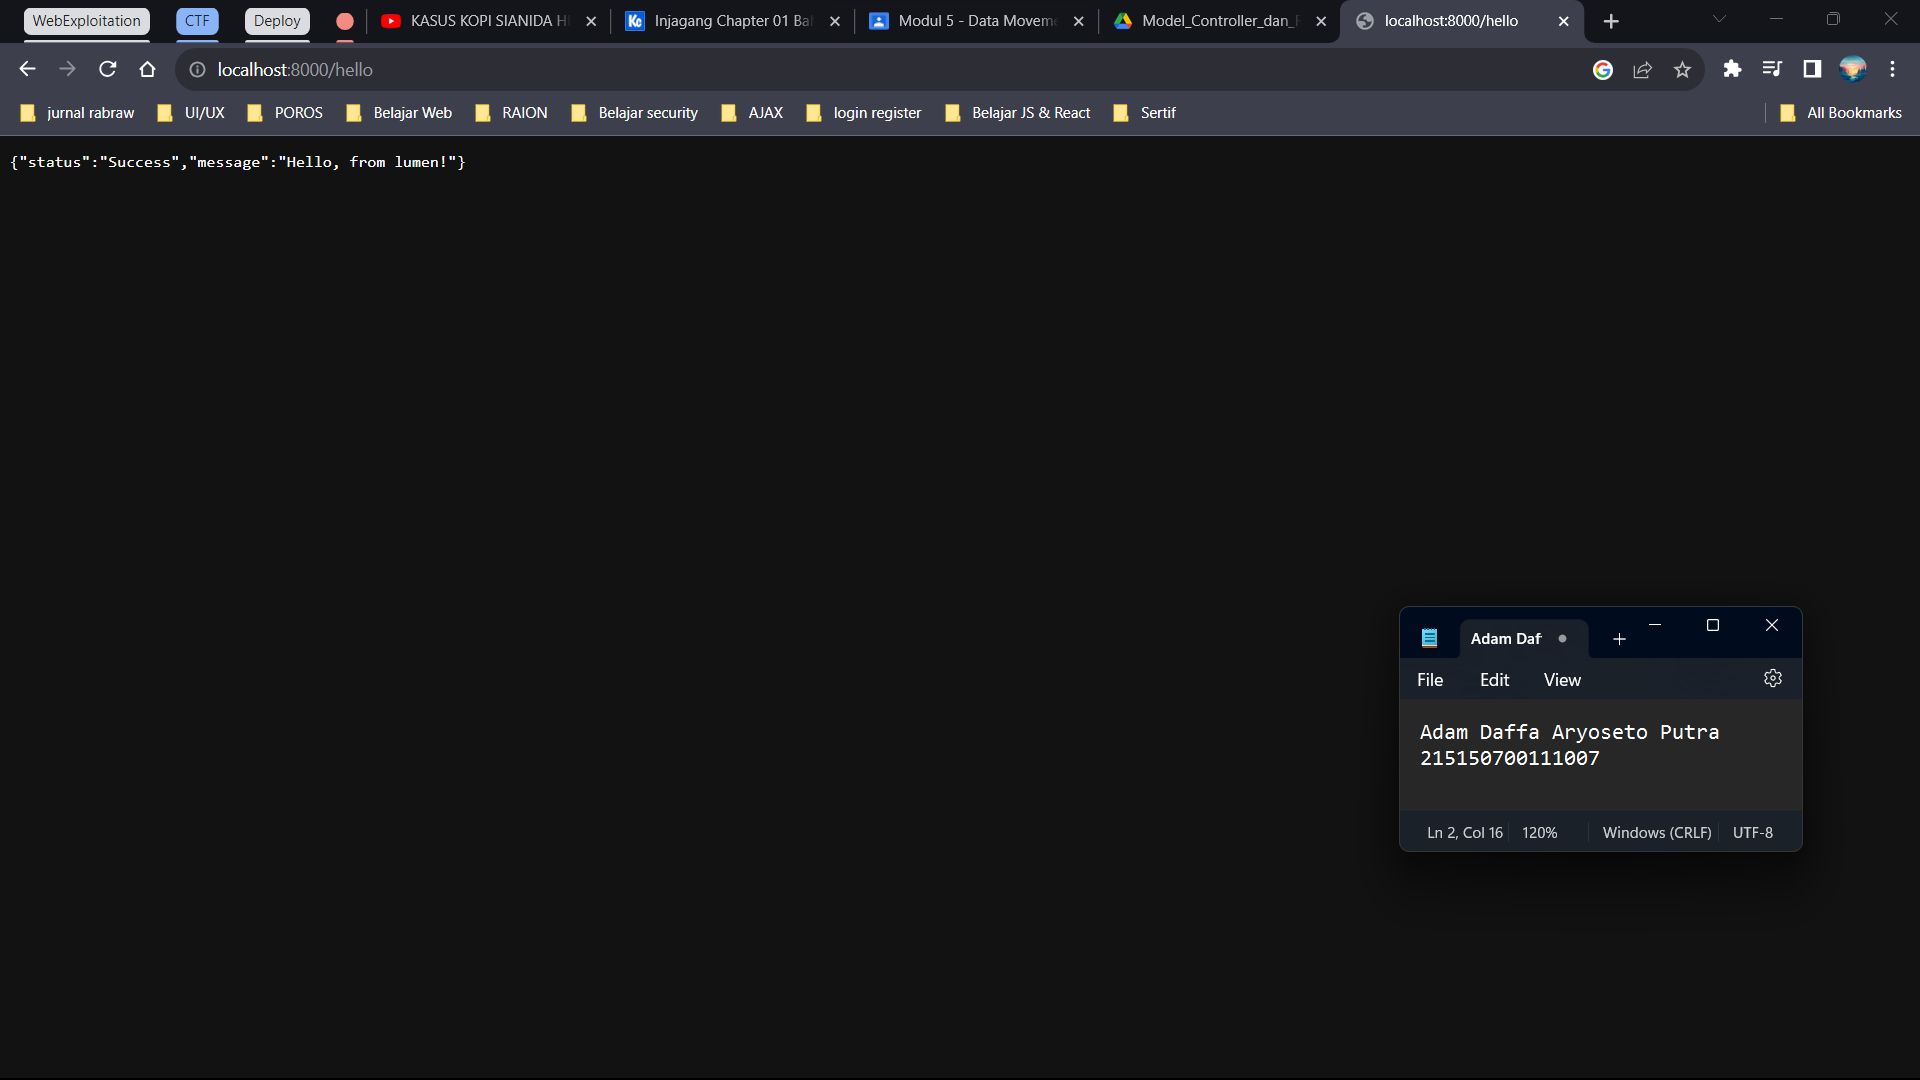 WebExploitation
CTF
Deploy
KASUS KOPI SIANIDA
Injagang Chapter 01
Modul 5 - Data
Model_Controller_dan_
localhost:8000/hello
localhost:8000/hello
jurnal rabraw
UI/UX
POROS
Belajar Web
RAION
Belajar security
AJAX
login register
Belajar JS & React
Sertif
All Bookmarks
{"status":"Success","message":"Hello, from lumen!"}
Adam Daf
File
Edit
View
Adam Daffa Aryoseto Putra
215150700111007
Ln 2, Col 16
120%
Windows (CRLF)
UTF-8